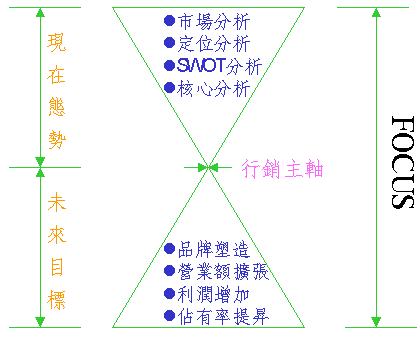 現在態勢
●市場分析
●定位分析
●SWOT分析
●核心分析
行銷主軸
未來目標
●品牌塑造
●營業額擴張
●利潤增加
●佔有率提昇
FOCUS